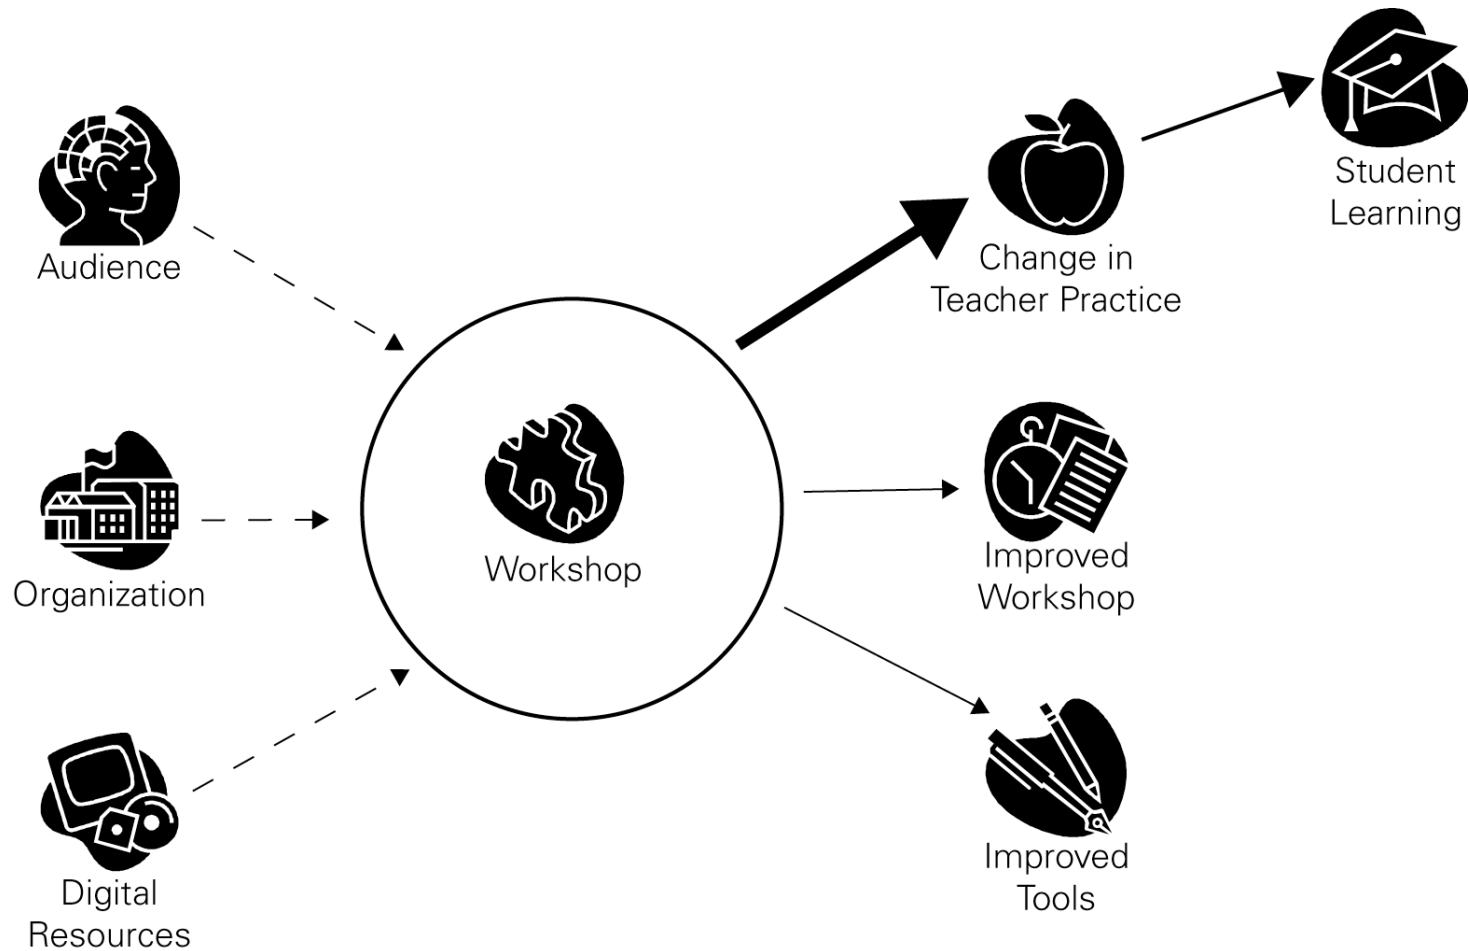 Audience
Organization
Digital
Resources
Workshop
Change in
Teacher Practice
Student
Learning
Improved
Workshop
Improved
Tools